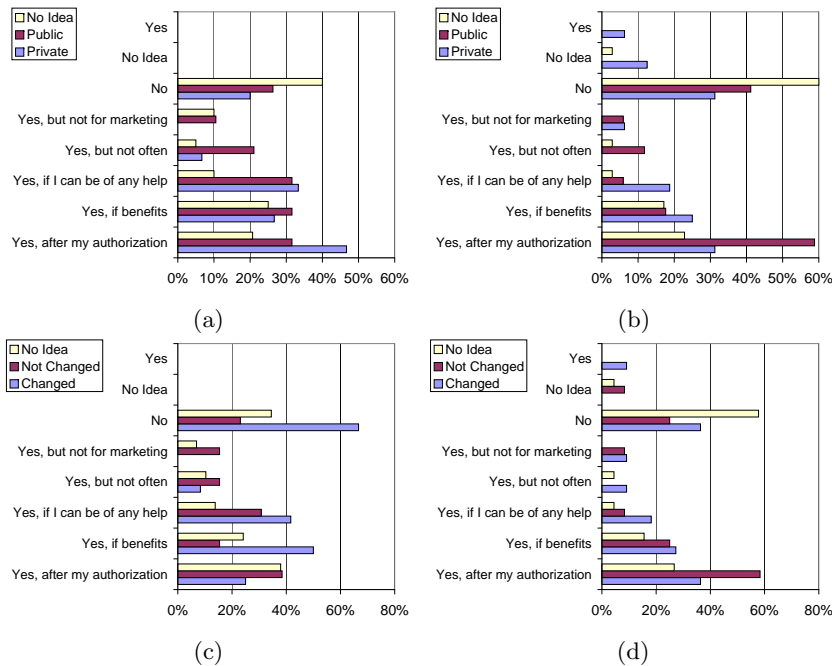 No Idea
Public
Private
Yes
No Idea
No
Yes, but not for marketing
Yes, but not often
Yes, if I can be of any help
Yes, if benefits
Yes, after my authorization
0% 10% 20% 30% 40% 50% 60%
(a)
No Idea
Public
Private
Yes
No Idea
No
Yes, but not for marketing
Yes, but not often
Yes, if I can be of any help
Yes, if benefits
Yes, after my authorization
0% 10% 20% 30% 40% 50% 60%
(b)
No Idea
Not Changed
Changed
Yes
No Idea
No
Yes, but not for marketing
Yes, but not often
Yes, if I can be of any help
Yes, if benefits
Yes, after my authorization
0% 20% 40% 60% 80%
(c)
No Idea
Not Changed
Changed
Yes
No Idea
No
Yes, but not for marketing
Yes, but not often
Yes, if I can be of any help
Yes, if benefits
Yes, after my authorization
0% 20% 40% 60% 80%
(d)